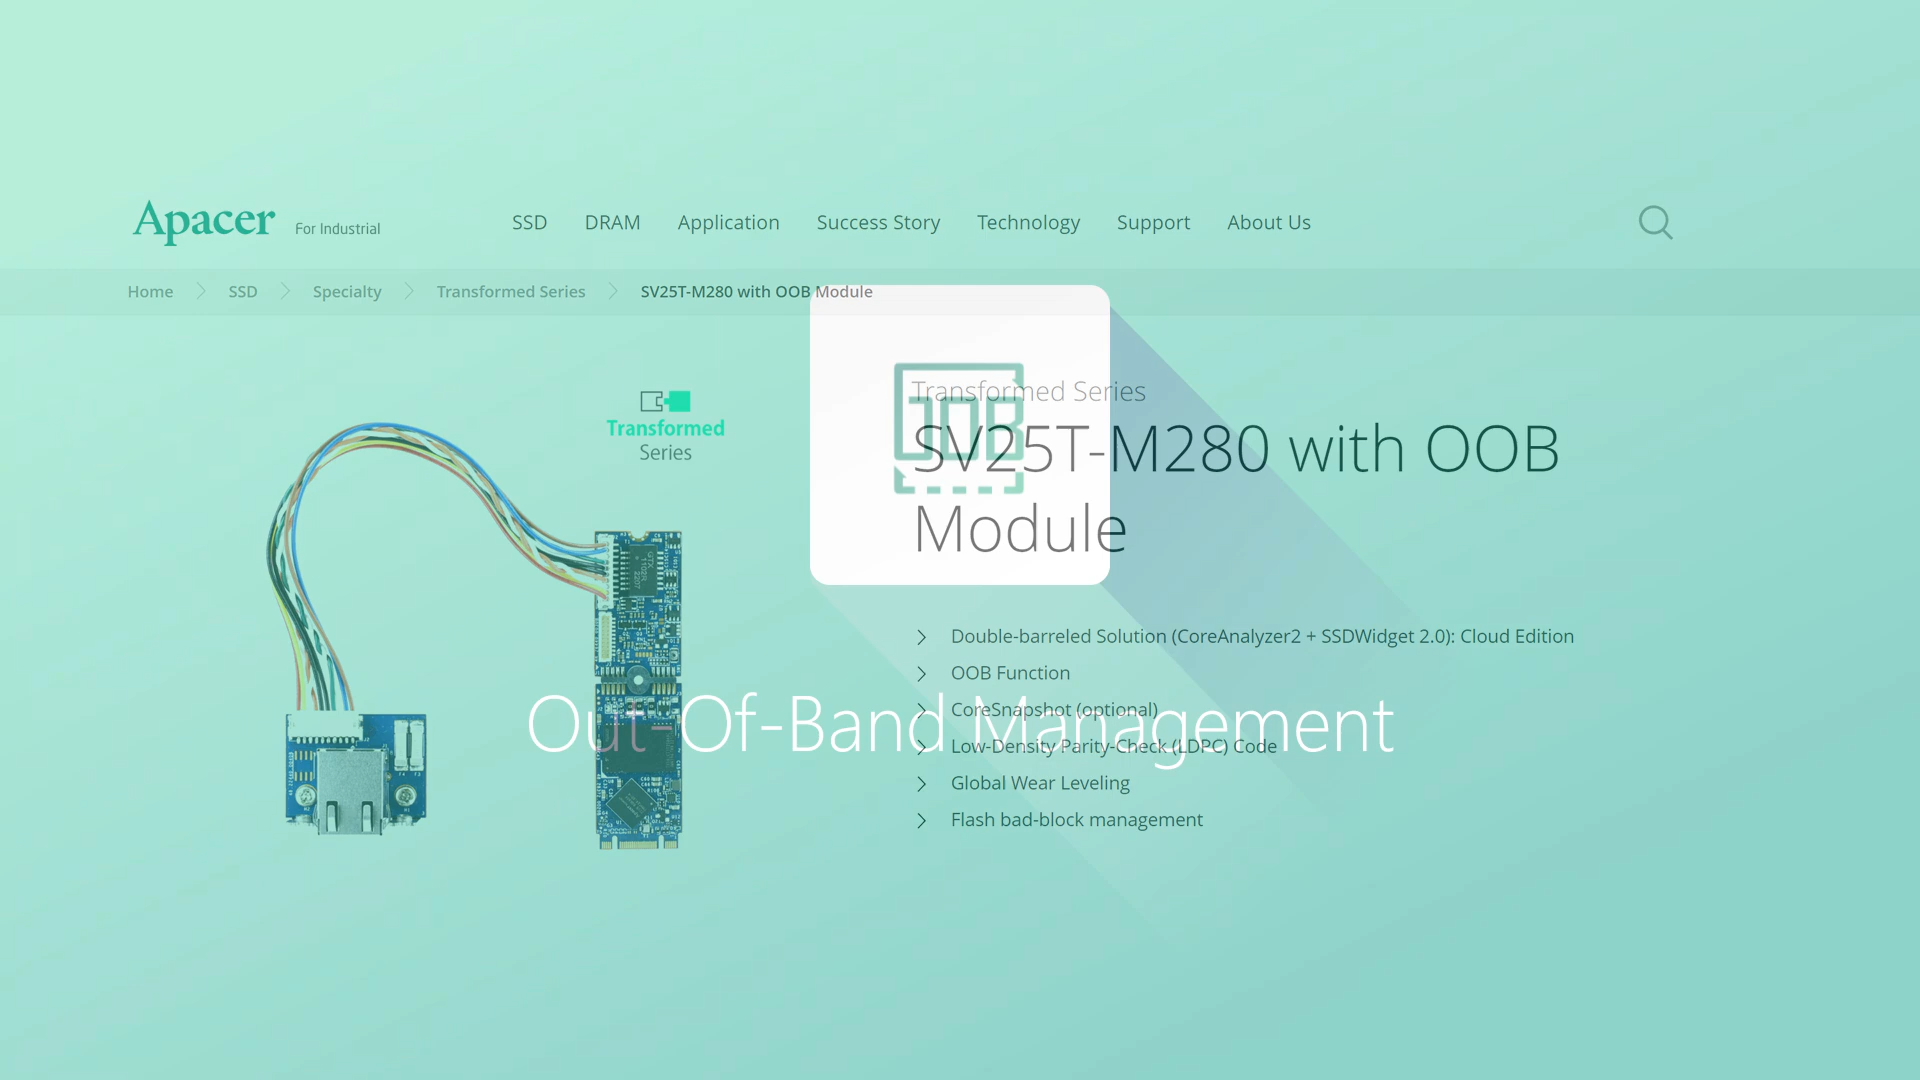 Apacer
For Industrial
SSD
DRAM
Application
Success Story
Technology
Support
About Us
Home
SSD
Specialty
Transformed Series
SV25T-M280 with OOB Module
Transformed
Series
Transformed Series
SV25T-M280 with OOB
Module
Double-barreled Solution (CoreAnalyzer2 + SSDWidget 2.0): Cloud Edition
OOB Function
CoreSnapshot (optional)
Low-Density Parity-Check (LDPC) Code
Global Wear Leveling
Flash bad-block management
Out-Of-Band Management